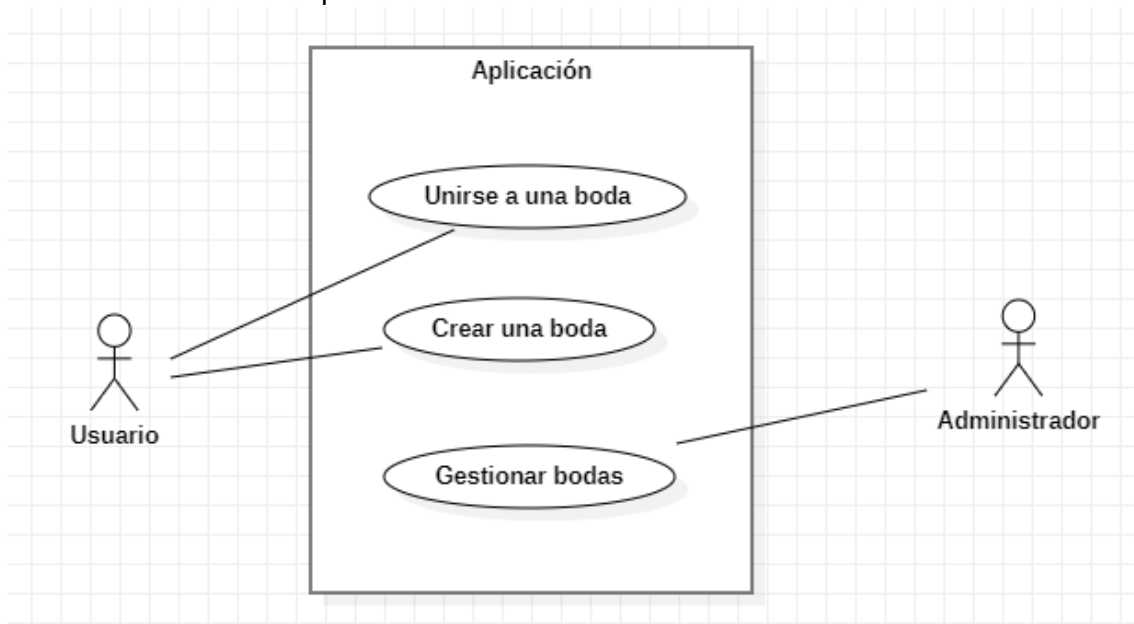 Aplicación
Unirse a una boda
Crear una boda
Usuario
Administrador
Gestionar bodas